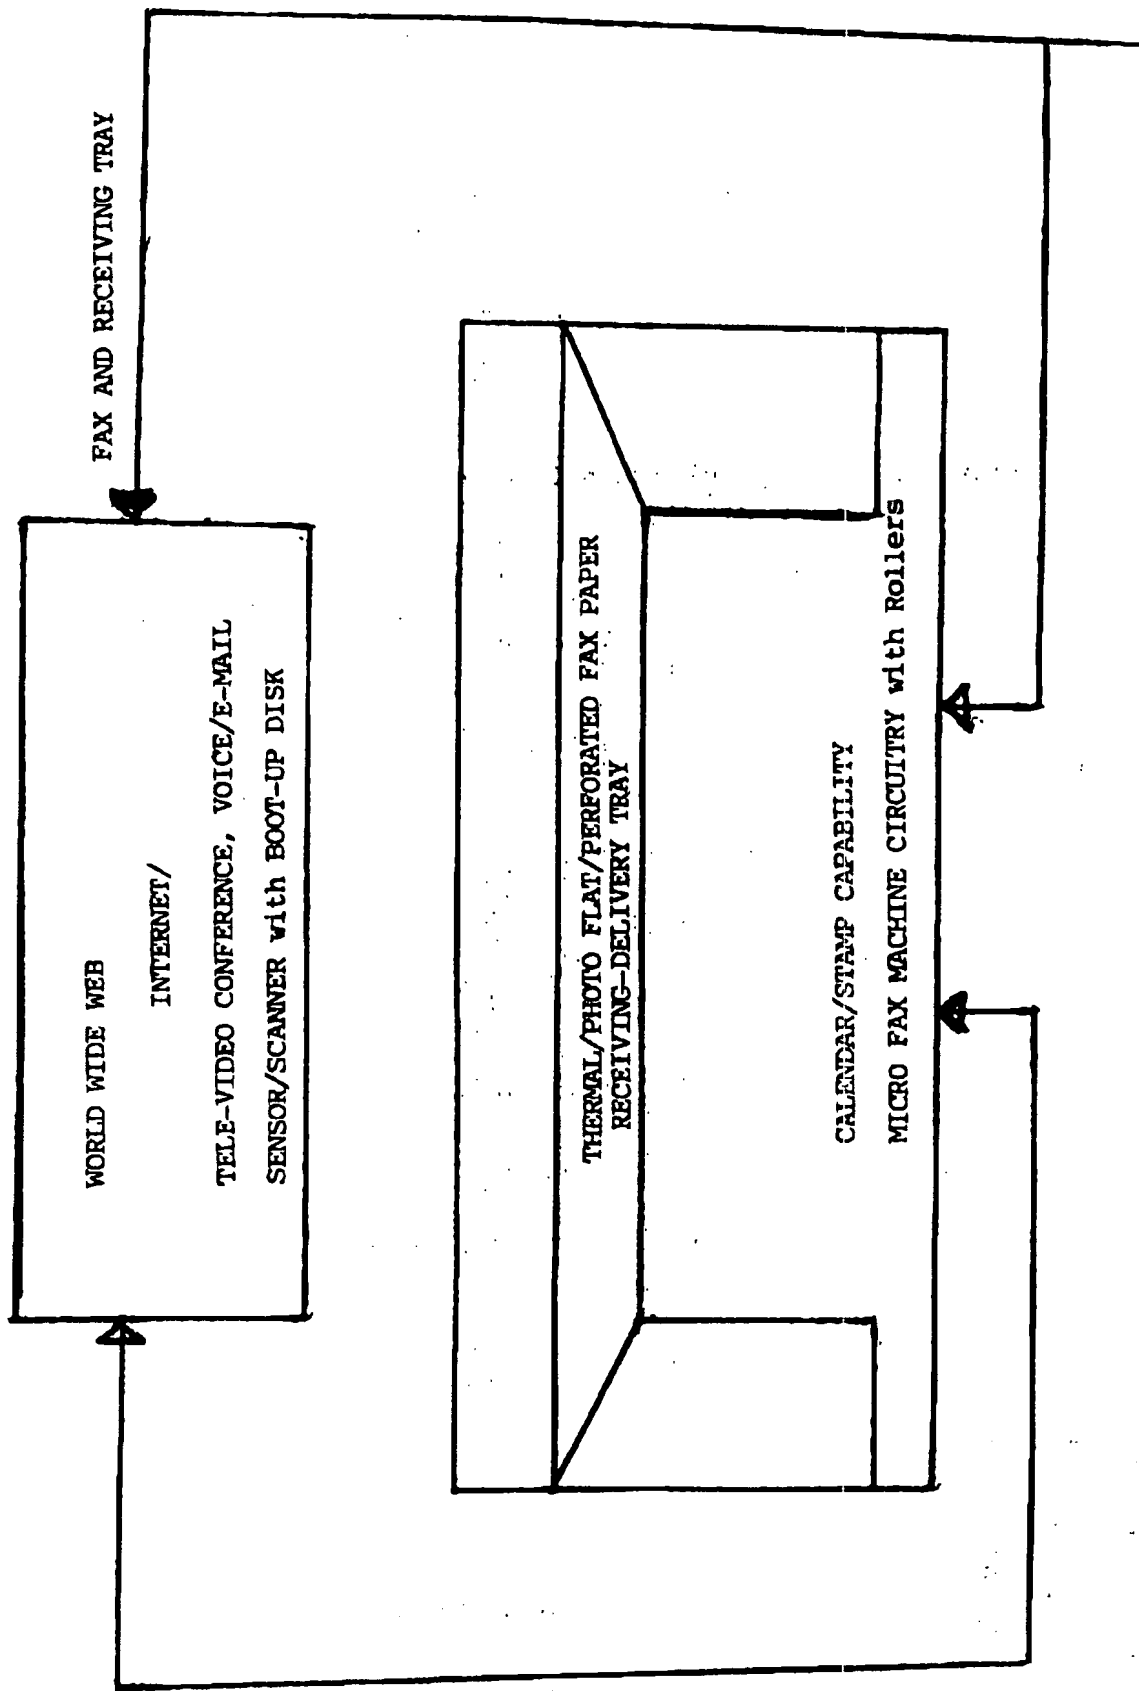 FAX AND RECEIVING TRAY
WORLD WIDE WEB
INTERNET/
TELE-VIDEO CONFERENCE, VOICE/E-MAIL
SENSOR/SCANNER with BOOT-UP DISK
THERMAL/PHOTO FLAT/PERFORATED FAX PAPER
RECEIVING-DELIVERY TRAY
CALENDAR/STAMP CAPABILITY
MICRO FAX MACHINE CIRCUITRY with Rollers